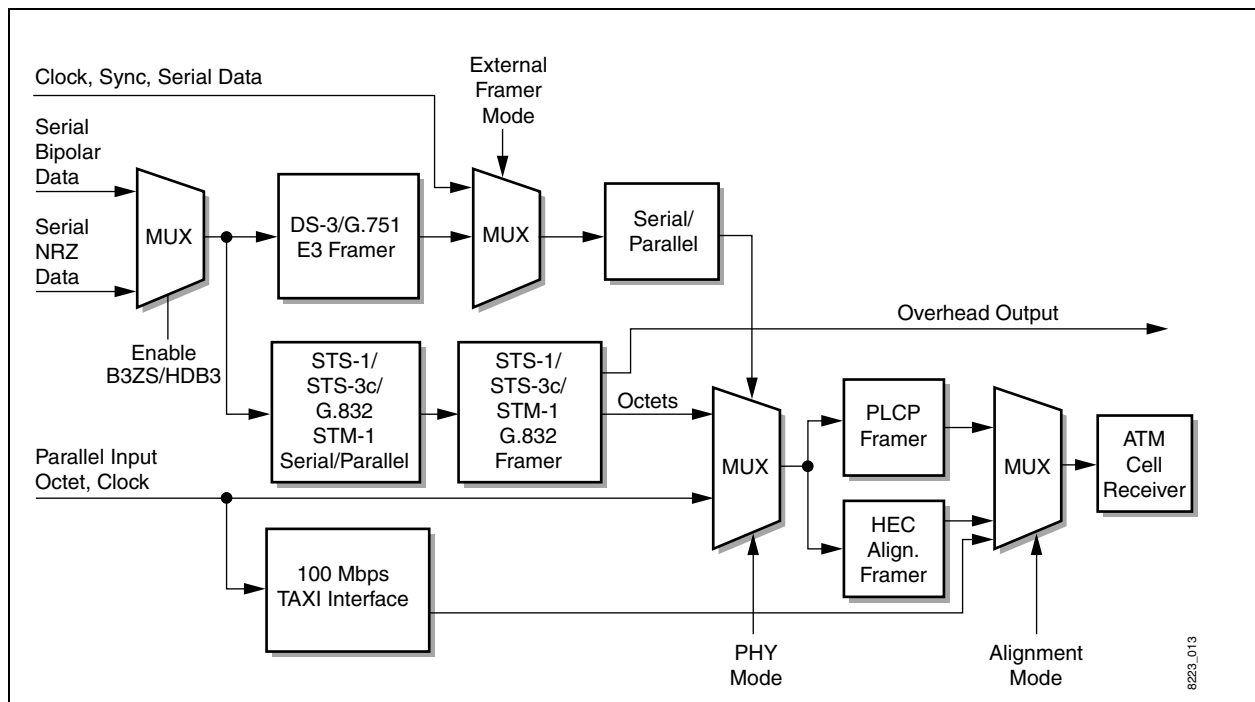 Clock, Sync, Serial Data
External
Framer
Mode
Serial
Bipolar
Data
Serial
NRZ
Data
MUX
DS-3/G.751
E3 Framer
MUX
Serial/
Parallel
Enable
B3ZS/HDB3
STS-1/
STS-3c/
G.832
STM-1
Serial/Parallel
STS-1/
STS-3c/
STM-1
G.832
Framer
Overhead Output
Octets
Parallel Input
Octet, Clock
MUX
PLCP
Framer
HEC
Align.
Framer
MUX
ATM
Cell
Receiver
100 Mbps
TAXI Interface
PHY
Mode
Alignment
Mode
8223_013